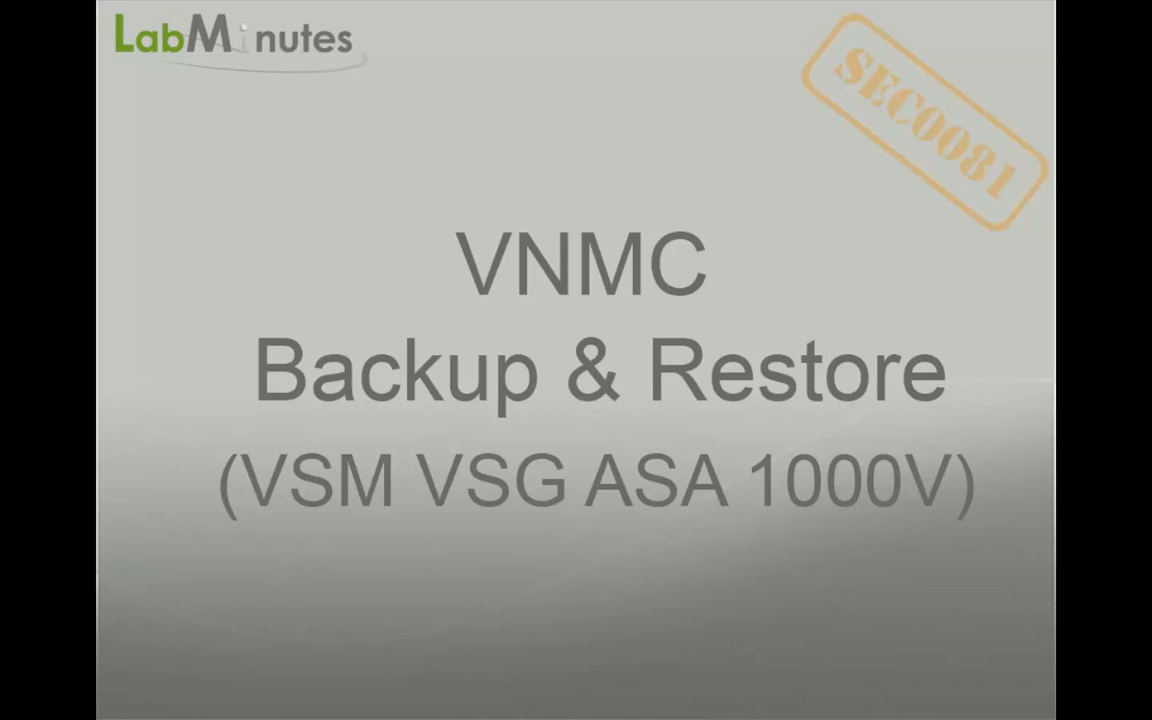 LabMinutes
SEC0081
VNMC
Backup & Restore
(VSM VSG ASA 1000V)